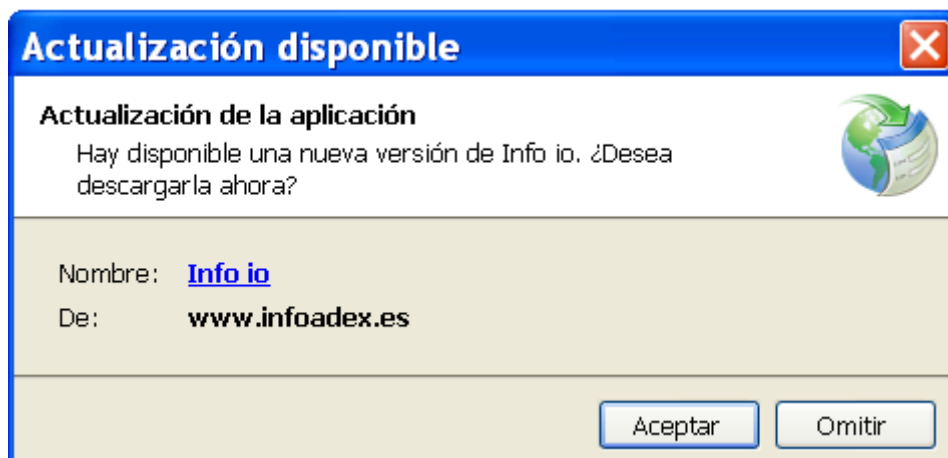 Actualización disponible
Actualización de la aplicación
Hay disponible una nueva versión de Info io. ¿Desea
descargarla ahora?
Nombre: Info io
De: www.infoadex.es
Aceptar Omitir